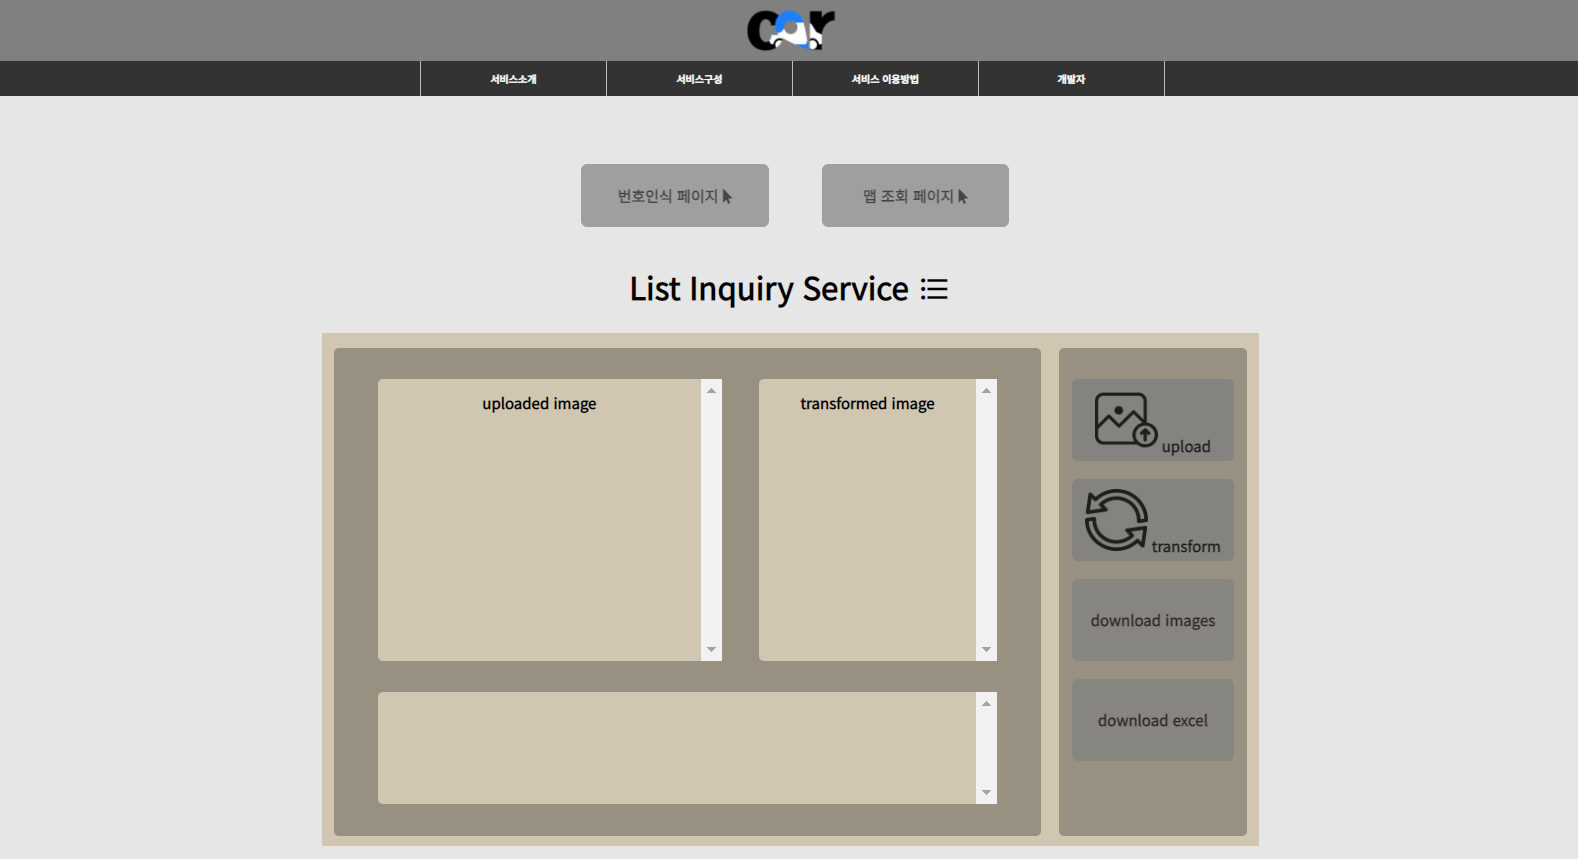 car
서비스소개
서비스구성
서비스 이용방법
개발자
번호인식 페이지
맵 조회 페이지
List Inquiry Service
uploaded image
transformed image
upload
transform
download images
download excel